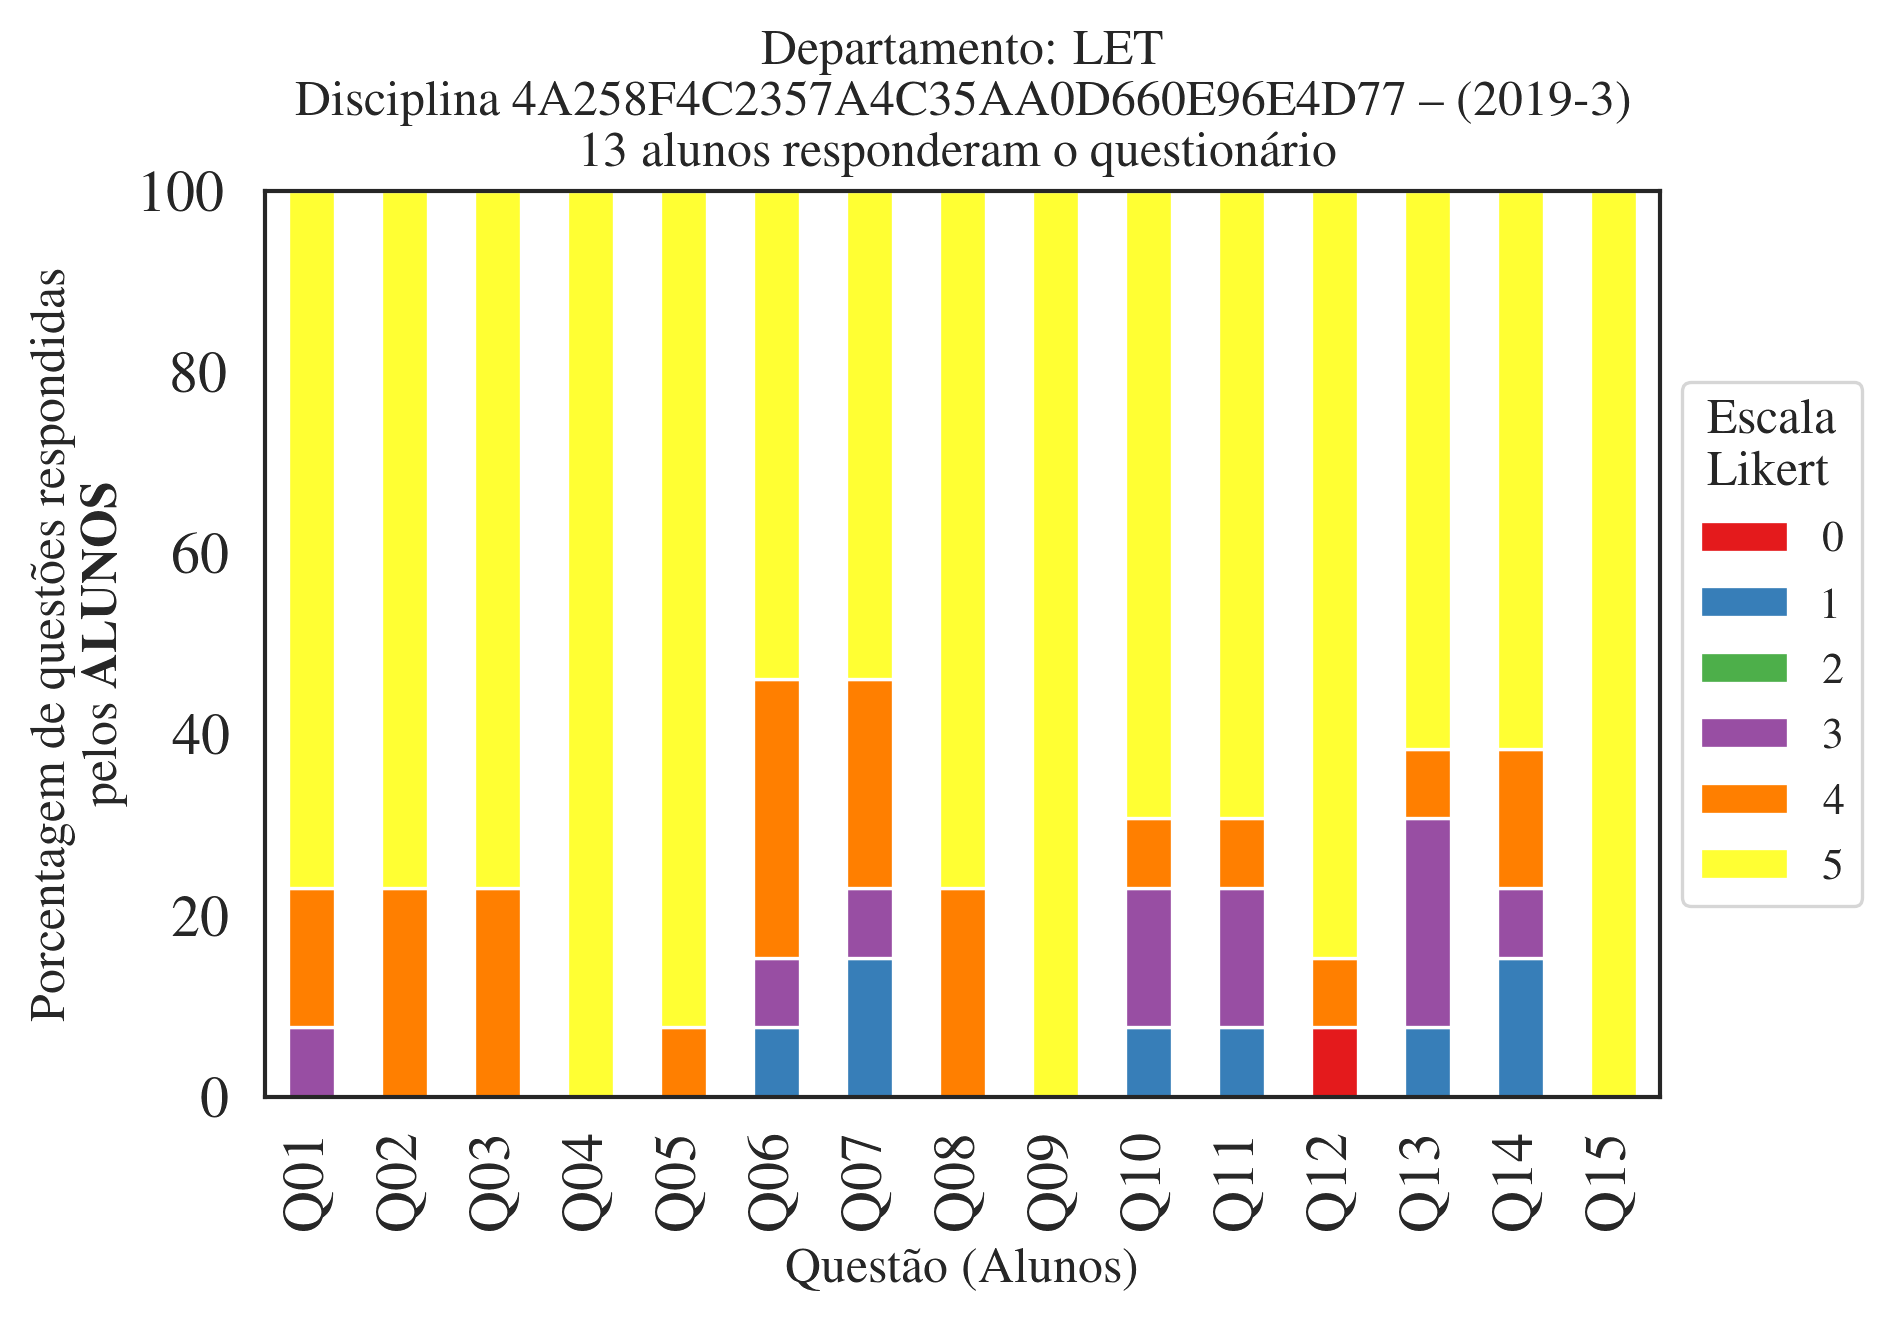 Departamento: LET
Disciplina 4A258F4C2357A4C35AA0D660E96E4D77 – (2019-3)
13 alunos responderam o questionário
Porcentagem de questões respondidas
pelos ALUNOS
100
80
60
40
20
0
Q01
Q02
Q03
Q04
Q05
Q06
Q07
Q08
Q09
Q10
Q11
Q12
Q13
Q14
Q15
Questão (Alunos)
Escala
Likert
0
1
2
3
4
5